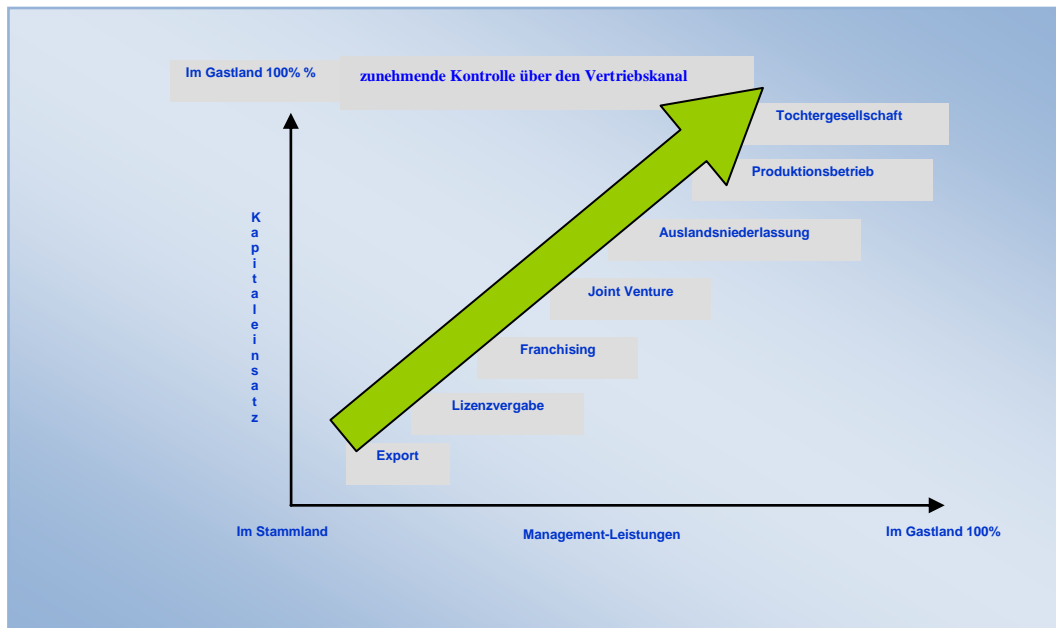 Im Gastland 100% %
zunehmende Kontrolle über den Vertriebskanal
Tochtergesellschaft
Produktionsbetrieb
Kapitaleinsatz
Auslandsniederlassung
Joint Venture
Franchising
Lizenzvergabe
Export
Im Stammland
Management-Leistungen
Im Gastland 100%